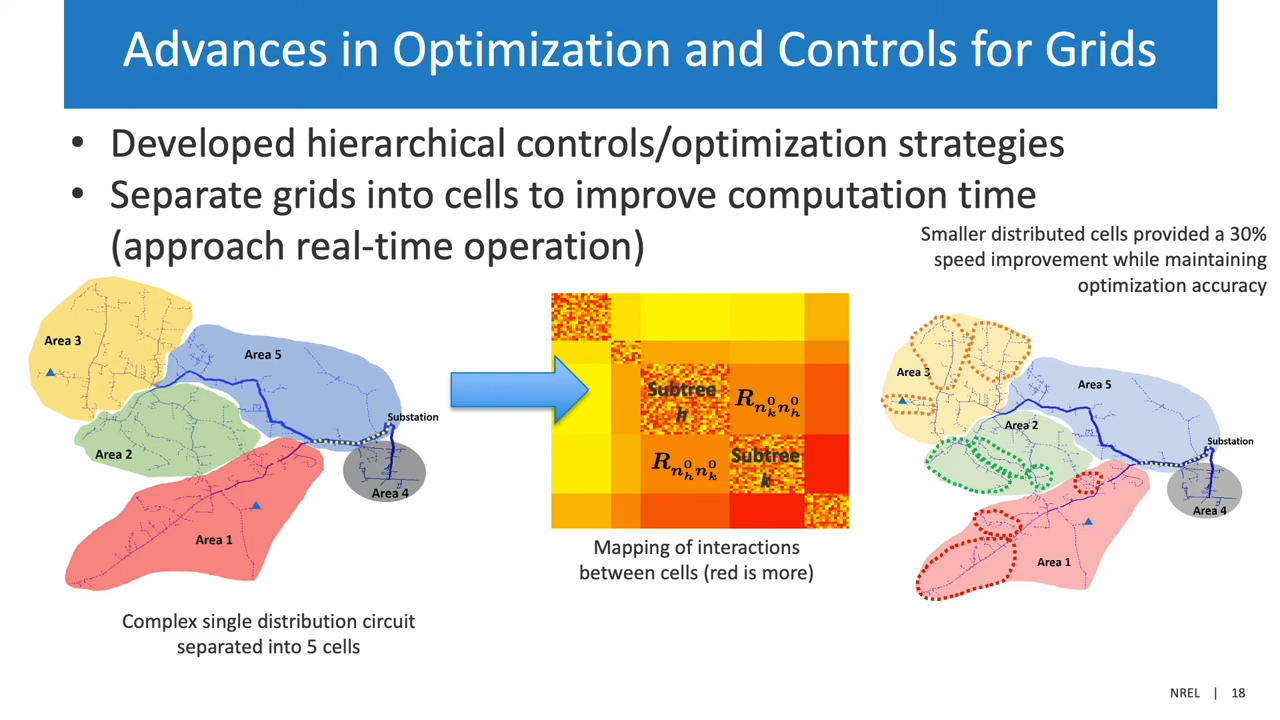 Advances in Optimization and Controls for Grids
• Developed hierarchical controls/optimization strategies
• Separate grids into cells to improve computation time
(approach real-time operation)
Smaller distributed cells provided a 30%
speed improvement while maintaining
optimization accuracy
Area 3
Area 5
Substation
Area 2
Area 4
Area 1
Complex single distribution circuit
separated into 5 cells
Subtree
h
R_{n_k^0 n_h^0}
R_{n_h^0 n_k^0}
Subtree
k
Mapping of interactions
between cells (red is more)
Area 3
Area 5
Area 2
Substation
Area 4
Area 1
NREL | 18